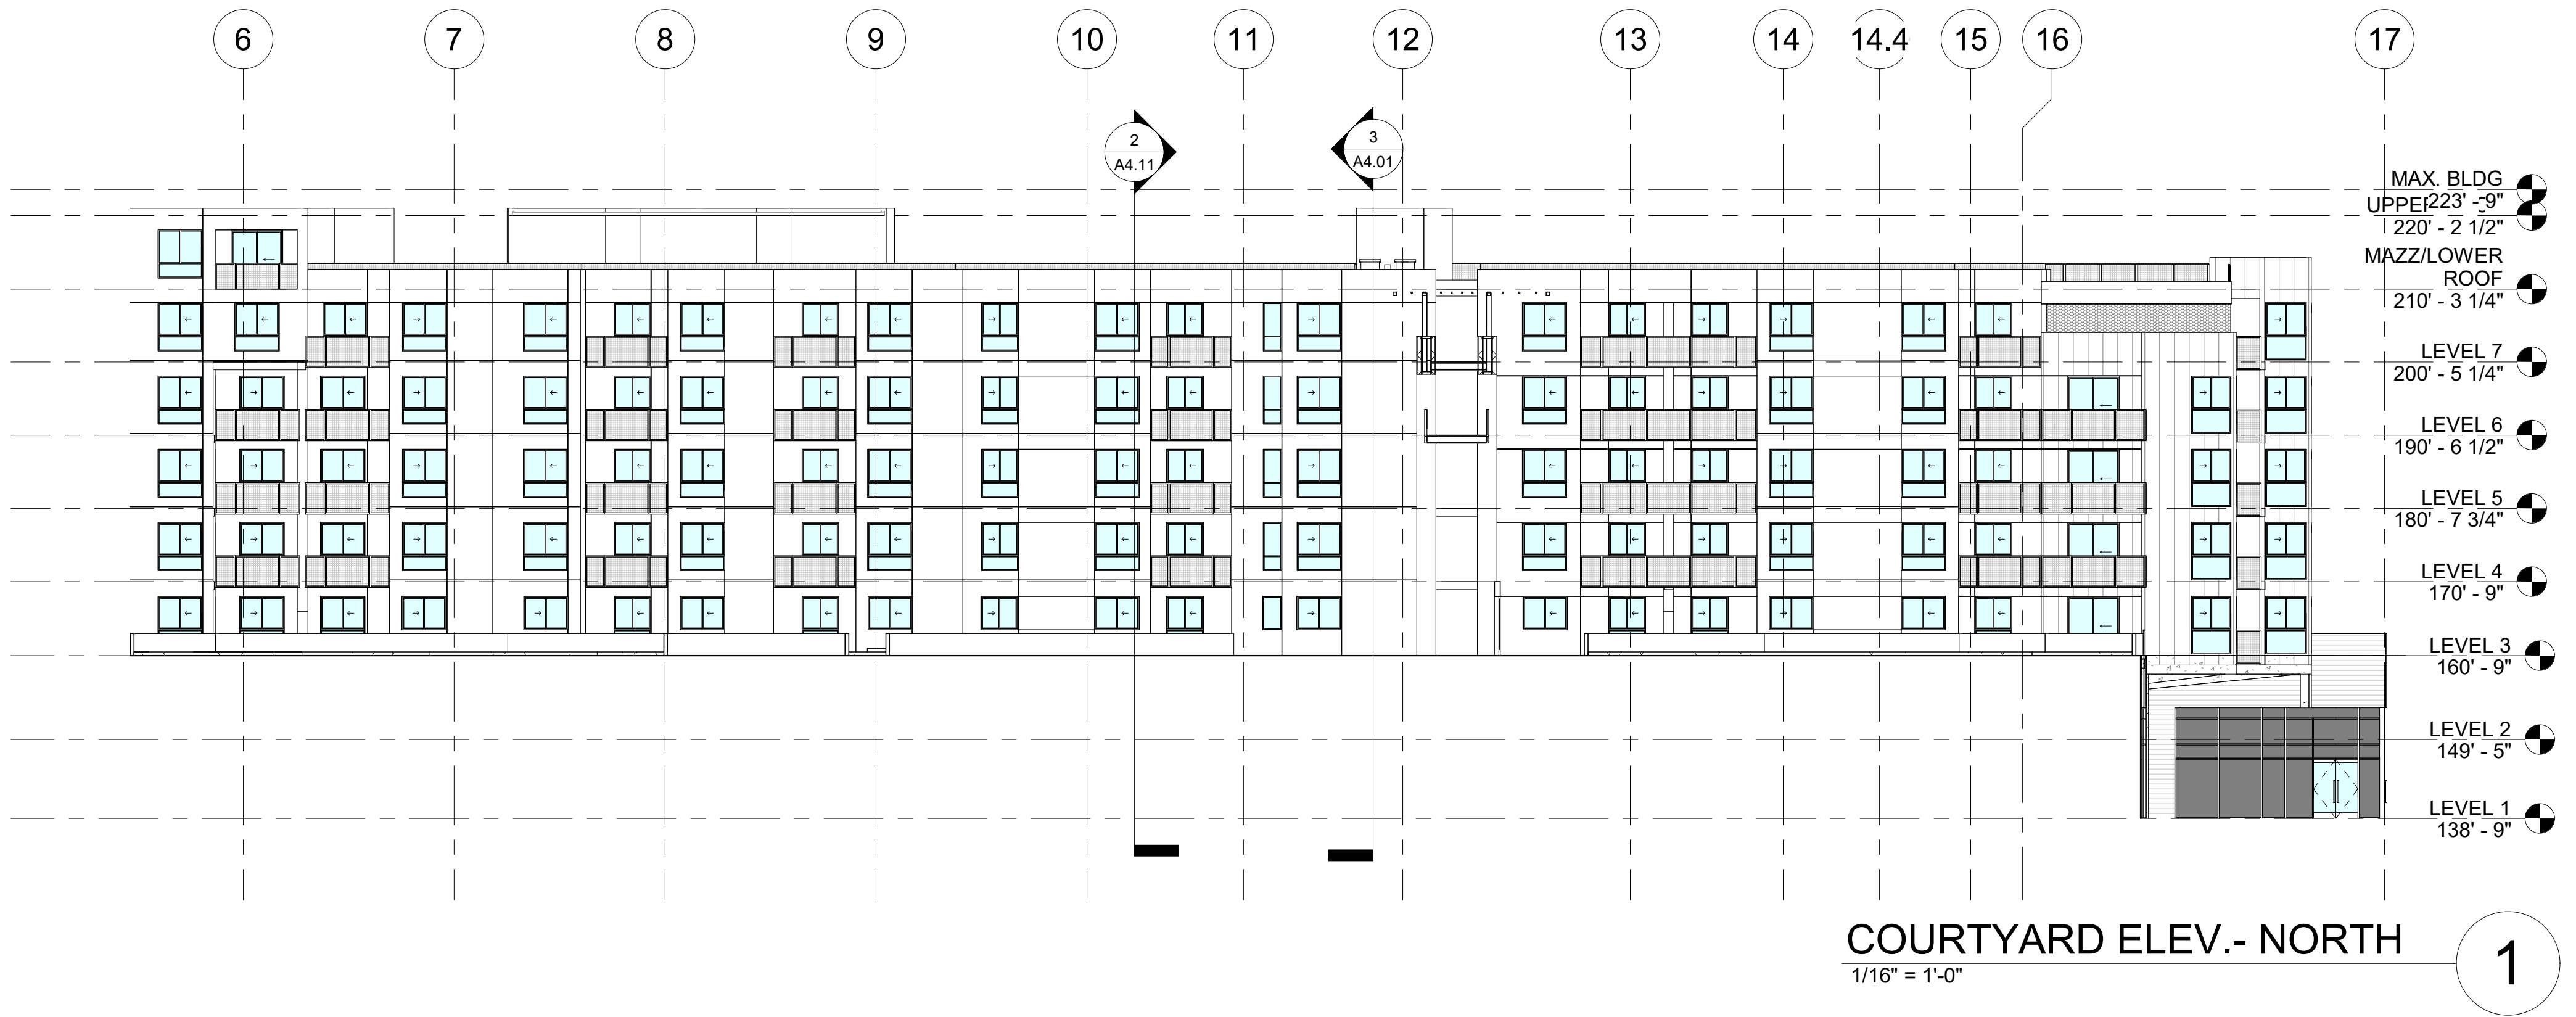 6 7 8 9 10 11 12 13 14 14.4 15 16 17
2
A4.11
3
A4.01
MAX. BLDG
223' - 9"
220' - 2 1/2"
MAZZ/LOWER
ROOF
210' - 3 1/4"
LEVEL 7
200' - 5 1/4"
LEVEL 6
190' - 6 1/2"
LEVEL 5
180' - 7 3/4"
LEVEL 4
170' - 9"
LEVEL 3
160' - 9"
LEVEL 2
149' - 5"
LEVEL 1
138' - 9"
COURTYARD ELEV.- NORTH
1/16" = 1'-0"
1